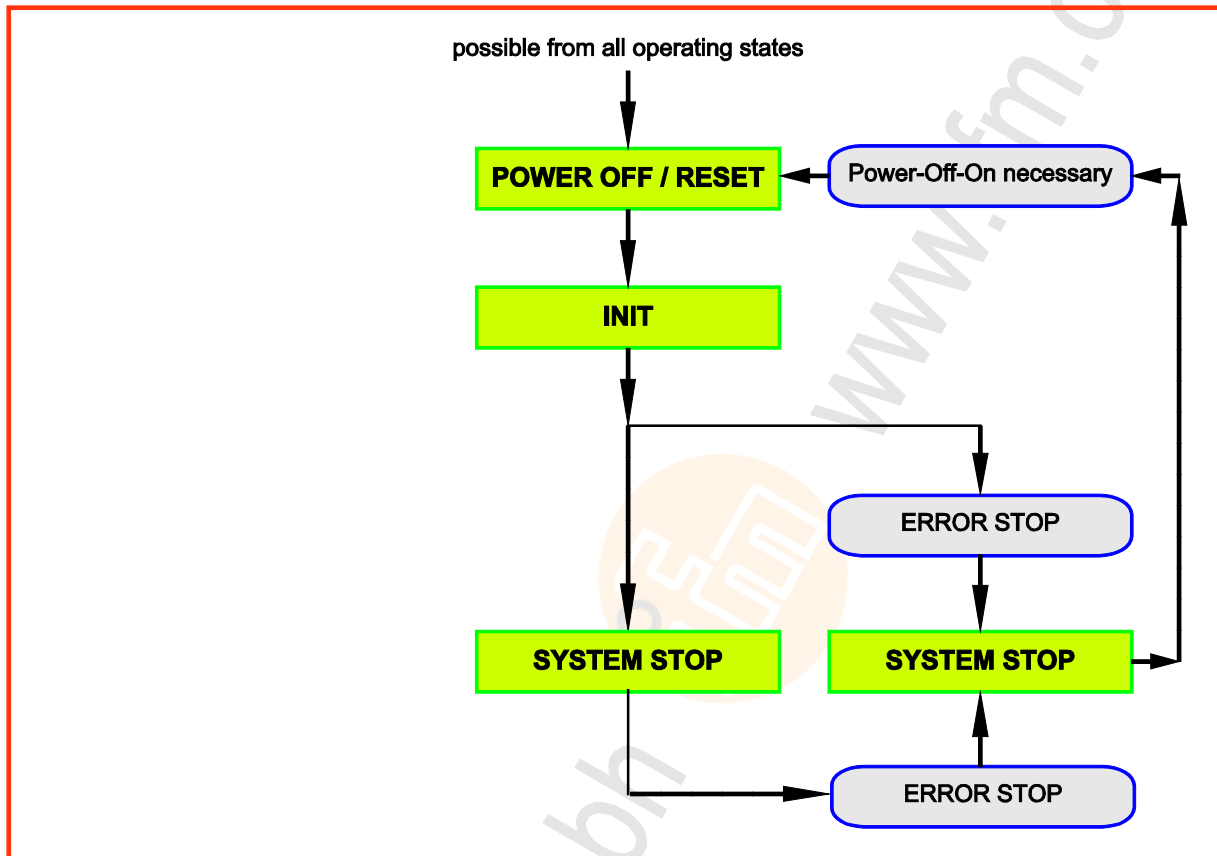 possible from all operating states
POWER OFF / RESET
Power-Off-On necessary
INIT
ERROR STOP
SYSTEM STOP
SYSTEM STOP
ERROR STOP